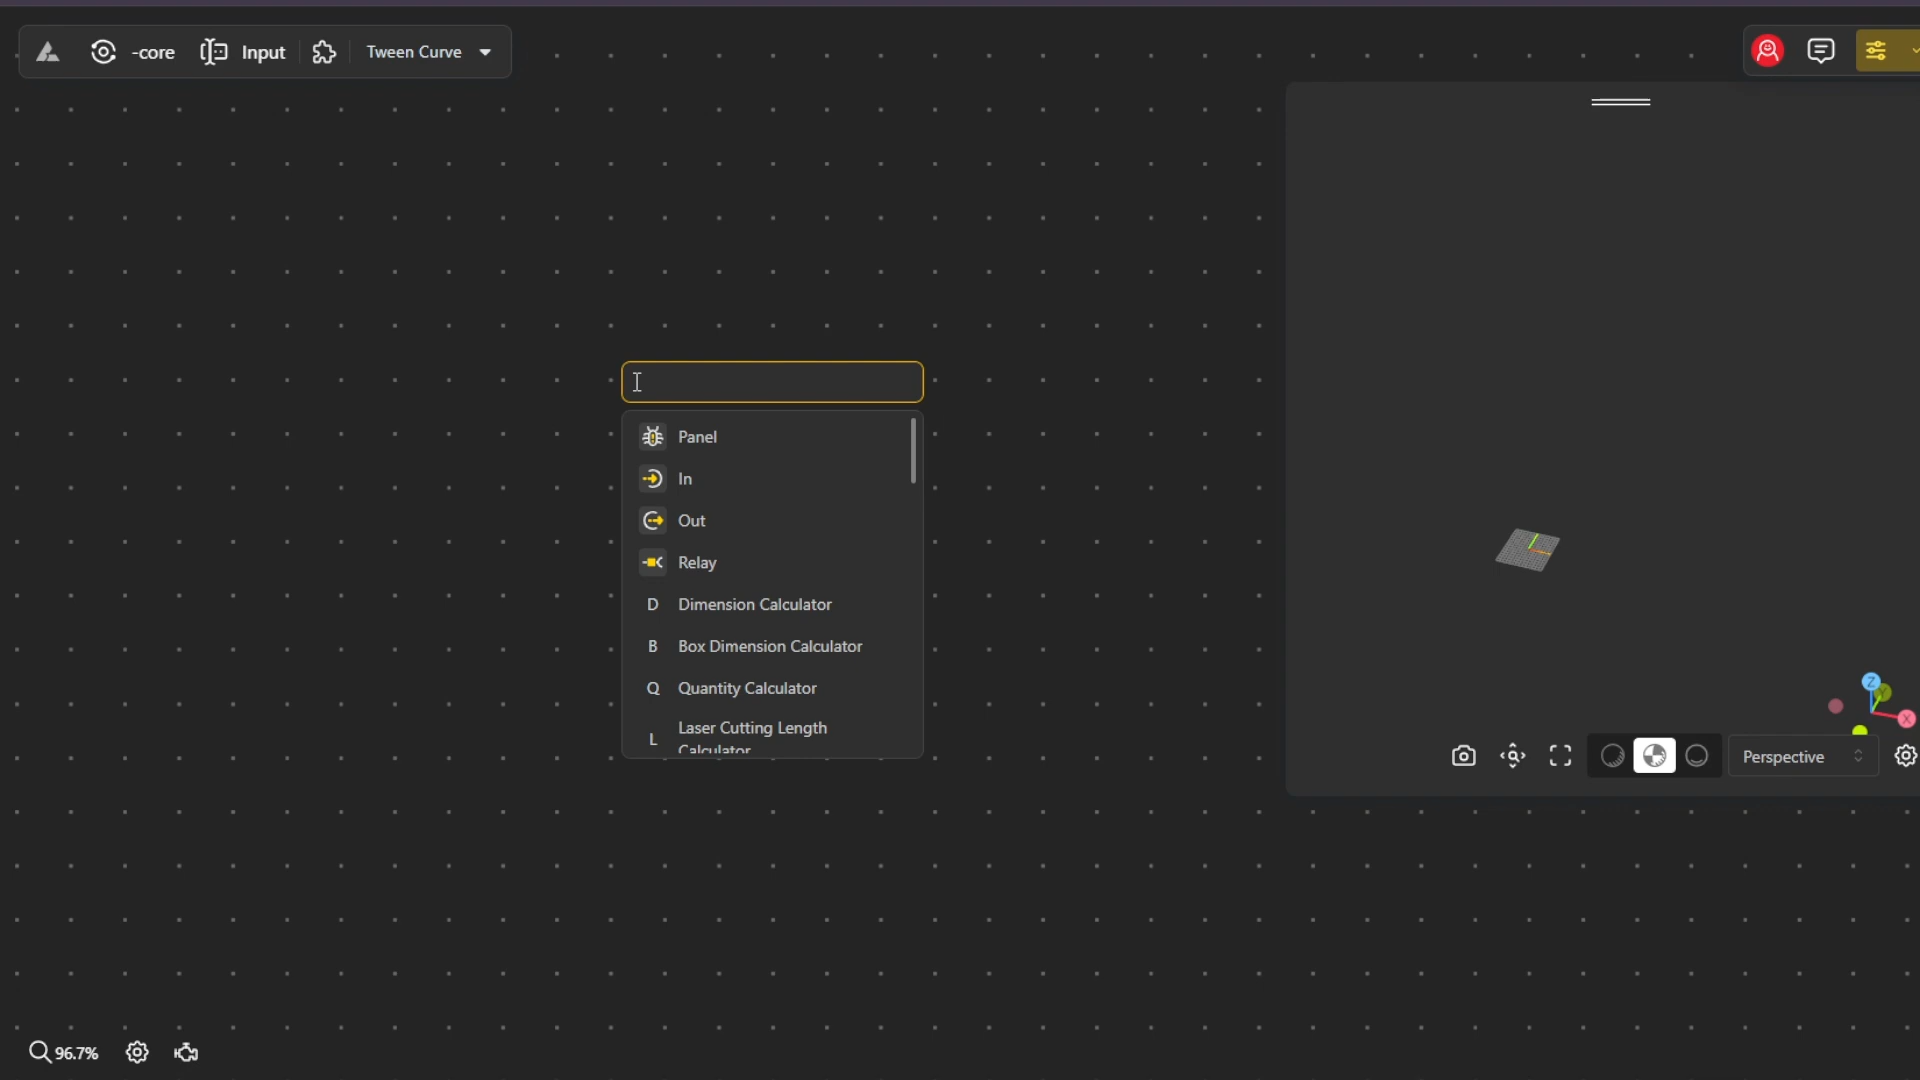 -core Input Tween Curve
Panel
In
Out
Relay
D Dimension Calculator
B Box Dimension Calculator
Q Quantity Calculator
L Laser Cutting Length
Calculator
Z
Y
X
Perspective
96.7%